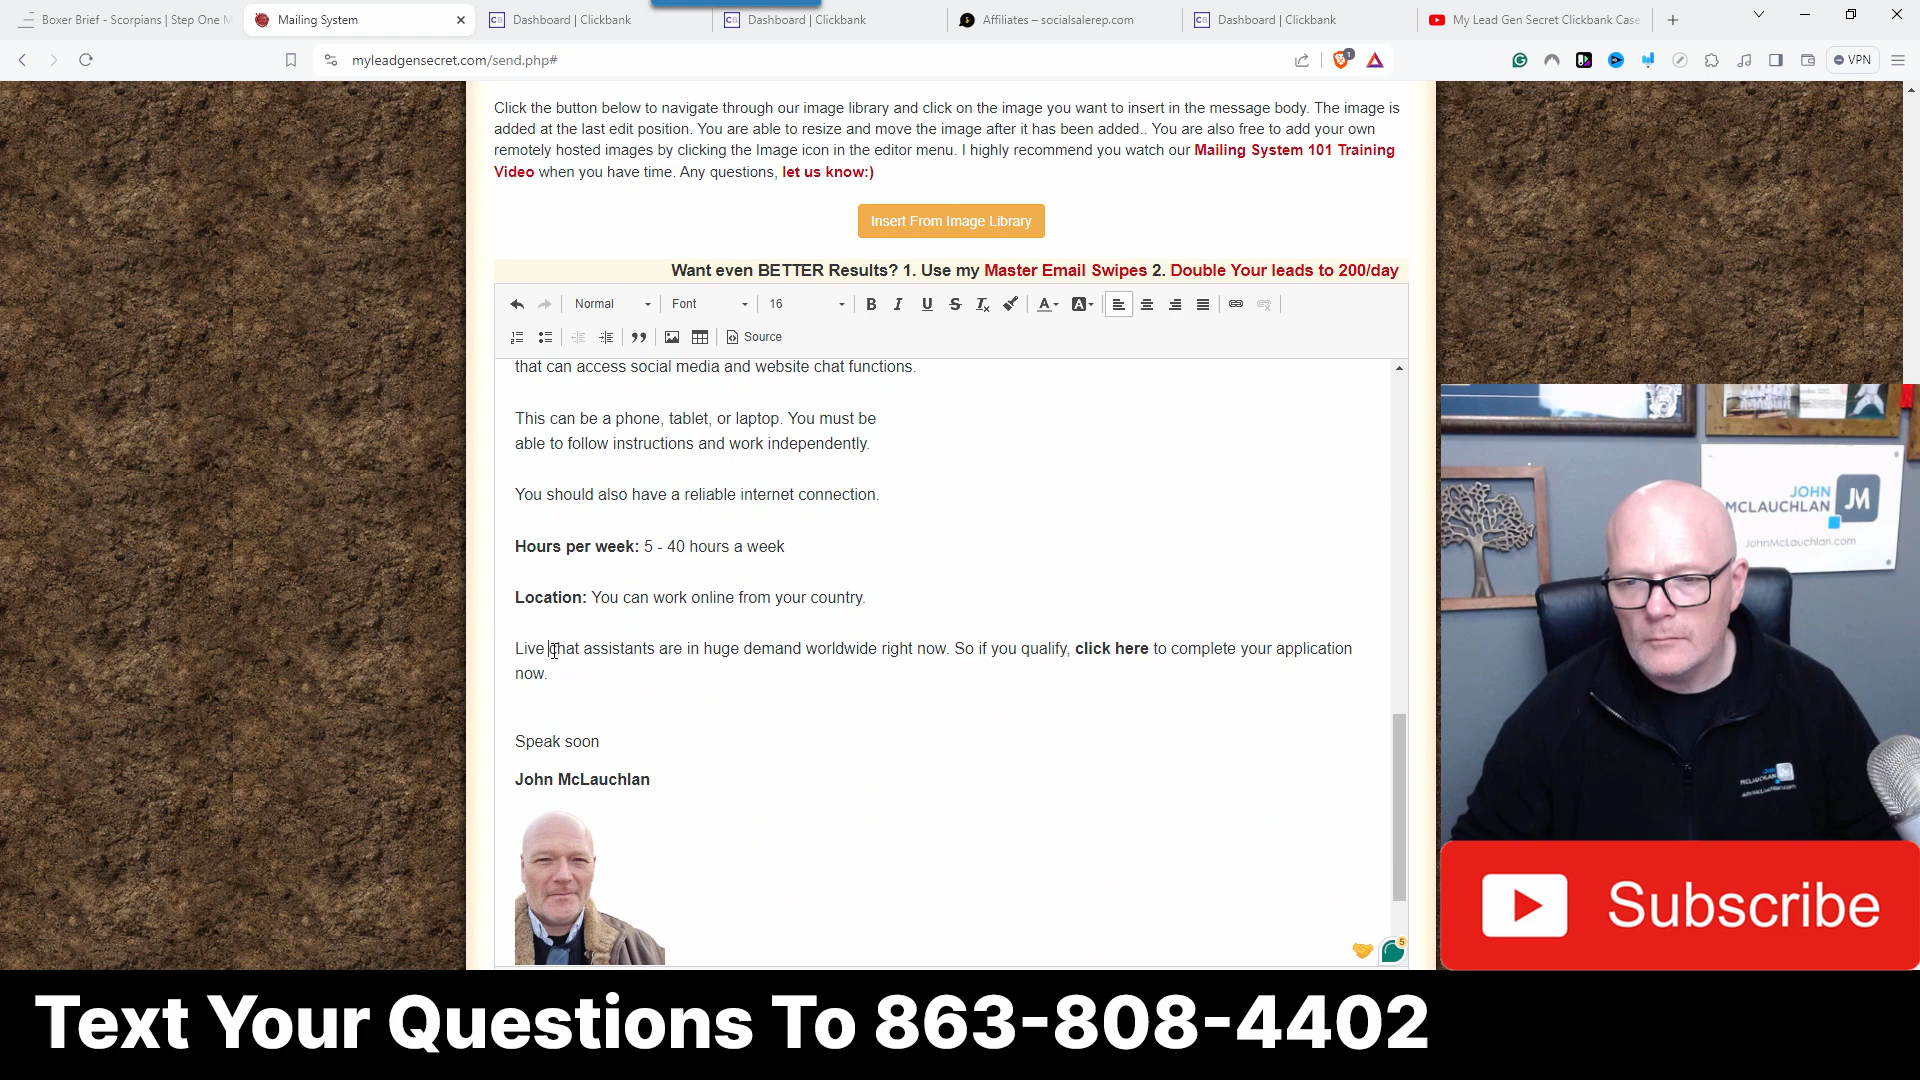 Boxer Brief - Scorpians | Step One M
Mailing System
Dashboard | Clickbank
Dashboard | Clickbank
Affiliates – socialsalerep.com
Dashboard | Clickbank
My Lead Gen Secret Clickbank Case
myleadgensecret.com/send.php#
VPN
Click the button below to navigate through our image library and click on the image you want to insert in the message body. The image is
added at the last edit position. You are able to resize and move the image after it has been added.. You are also free to add your own
remotely hosted images by clicking the Image icon in the editor menu. I highly recommend you watch our Mailing System 101 Training
Video when you have time. Any questions, let us know:)
Insert From Image Library
Want even BETTER Results? 1. Use my Master Email Swipes 2. Double Your leads to 200/day
Normal Font 16
Source
that can access social media and website chat functions.
This can be a phone, tablet, or laptop. You must be
able to follow instructions and work independently.
You should also have a reliable internet connection.
Hours per week: 5 - 40 hours a week
Location: You can work online from your country.
Live chat assistants are in huge demand worldwide right now. So if you qualify, click here to complete your application
now.
Speak soon
John McLauchlan
JOHN
MCLAUCHLAN
JM
JohnMcLauchlan.com
Subscribe
Text Your Questions To 863-808-4402